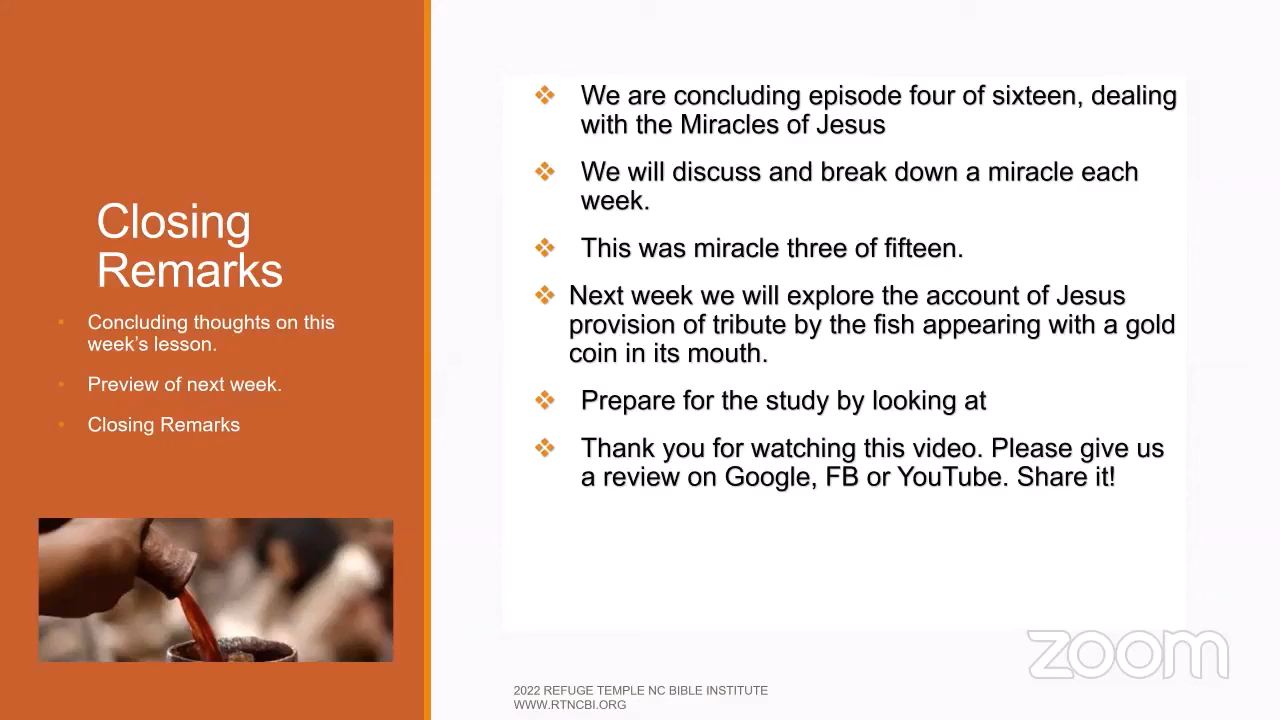 Closing
Remarks
• Concluding thoughts on this
week's lesson.
• Preview of next week.
• Closing Remarks
❖ We are concluding episode four of sixteen, dealing
with the Miracles of Jesus
❖ We will discuss and break down a miracle each
week.
❖ This was miracle three of fifteen.
❖ Next week we will explore the account of Jesus
provision of tribute by the fish appearing with a gold
coin in its mouth.
❖ Prepare for the study by looking at
❖ Thank you for watching this video. Please give us
a review on Google, FB or YouTube. Share it!
zoom
2022 REFUGE TEMPLE NC BIBLE INSTITUTE
WWW.RTNCBI.ORG